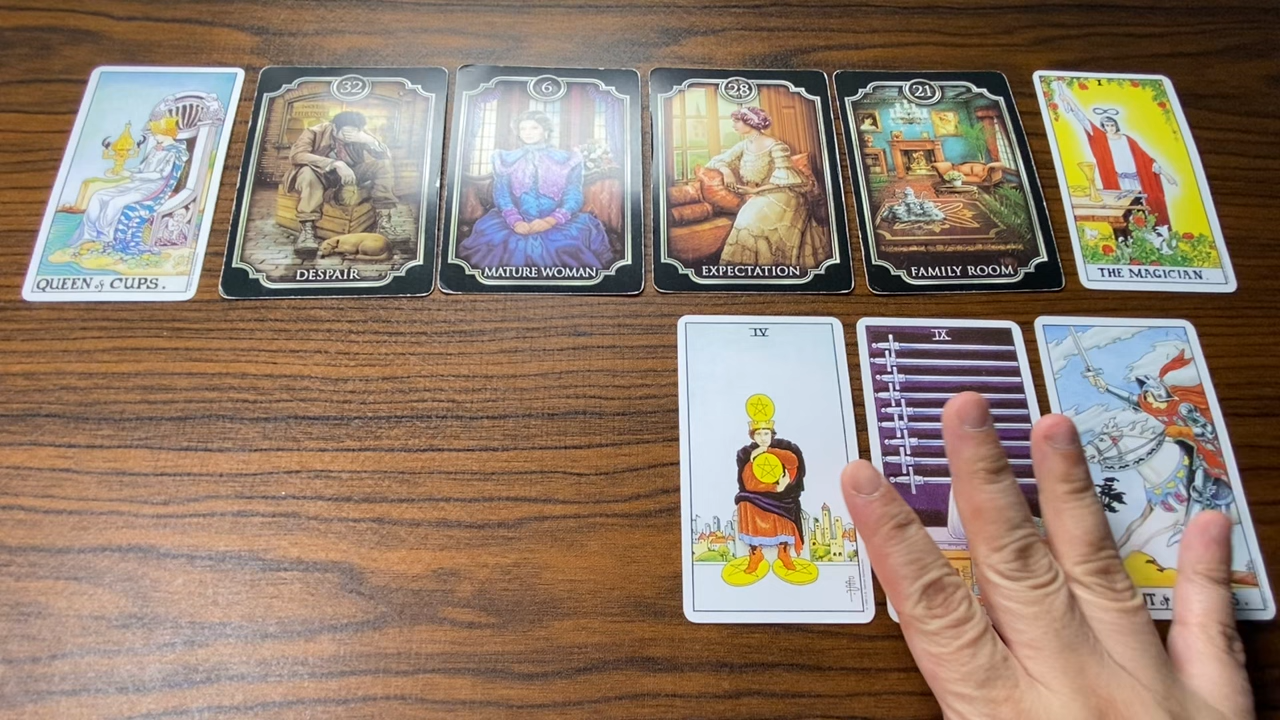 QUEEN of CUPS.
32
DESPAIR
6
MATURE WOMAN
28
EXPECTATION
21
FAMILY ROOM
I
THE MAGICIAN.
IV
IX